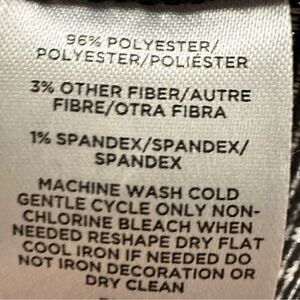 96% POLYESTER/
POLYESTER/POLIÉSTER
3% OTHER FIBER/AUTRE
FIBRE/OTRA FIBRA
1% SPANDEX/SPANDEX/
SPANDEX
MACHINE WASH COLD
GENTLE CYCLE ONLY NON-
CHLORINE BLEACH WHEN
NEEDED RESHAPE DRY FLAT
COOL IRON IF NEEDED DO
NOT IRON DECORATION OR
DRY CLEAN